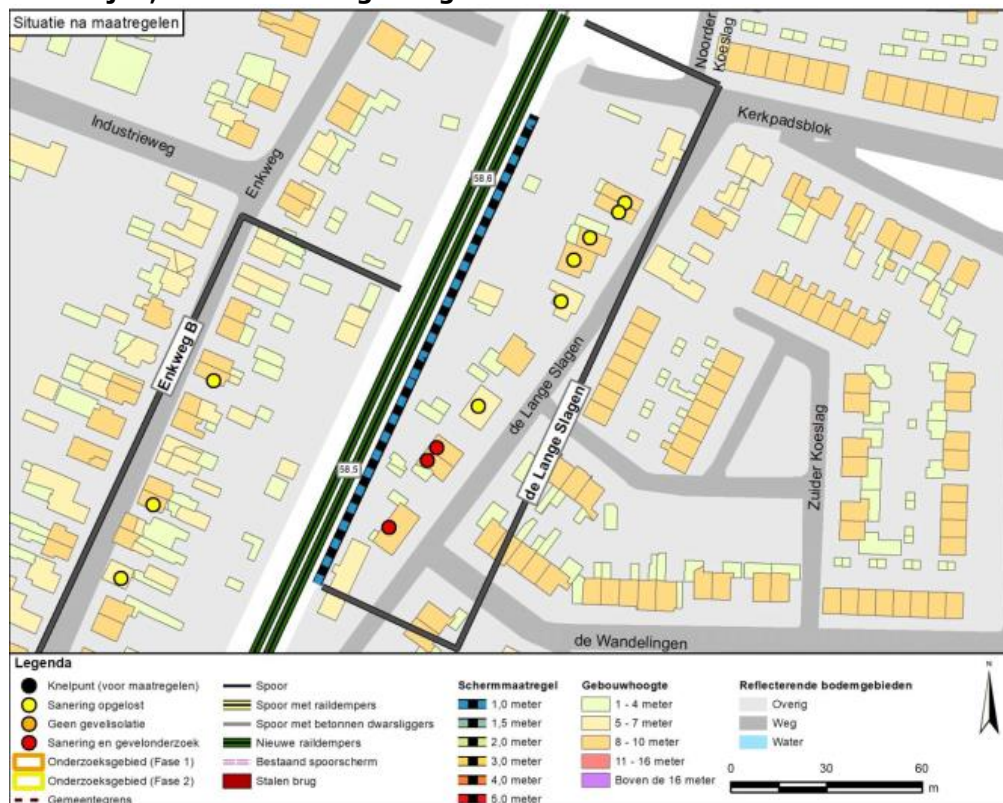 Situatie na maatregelen
Noorder
Koeslag
Industrieweg
Enkweg
Kerkpadsblok
58,6
Enkweg B
de Lange Slagen
de Lange Slagen
58,5
Zuider Koeslag
de Wandelingen
Legenda
Knelpunt (voor maatregelen)
Sanering opgelost
Geen gevelisolatie
Sanering en gevelonderzoek
Onderzoeksgebied (Fase 1)
Onderzoeksgebied (Fase 2)
Gemeentegrens
Spoor
Spoor met raildempers
Spoor met betonnen dwarsliggers
Nieuwe raildempers
Bestaand spoorscherm
Stalen brug
Schermmaatregel
1,0 meter
1,5 meter
2,0 meter
3,0 meter
4,0 meter
5,0 meter
Gebouwhoogte
1 - 4 meter
5 - 7 meter
8 - 10 meter
11 - 16 meter
Boven de 16 meter
Reflecterende bodemgebieden
Overig
Weg
Water
N
0 30 60
m